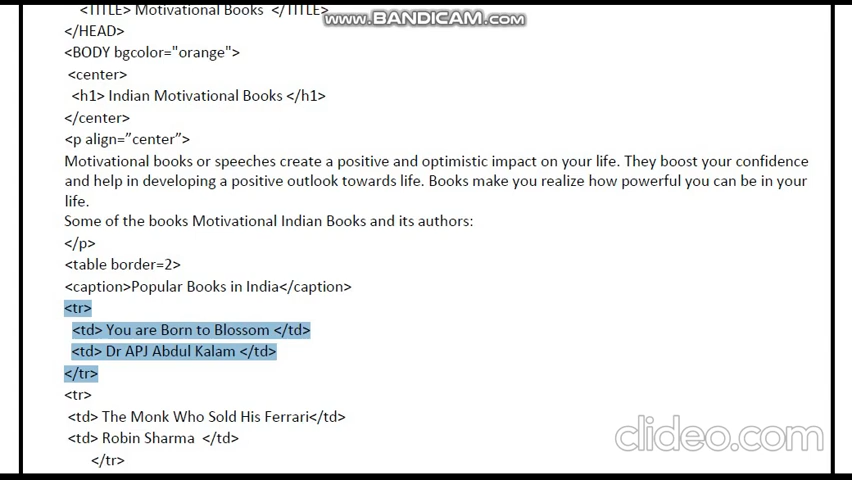 <TITLE> Motivational Books  </TITLE>
www.BANDICAM.com
</HEAD>
<BODY bgcolor="orange">
<center>
<h1> Indian Motivational Books </h1>
</center>
<p align=”center”>
Motivational books or speeches create a positive and optimistic impact on your life. They boost your confidence
and help in developing a positive outlook towards life. Books make you realize how powerful you can be in your
life.
Some of the books Motivational Indian Books and its authors:
</p>
<table border=2>
<caption>Popular Books in India</caption>
<tr>
<td> You are Born to Blossom </td>
<td> Dr APJ Abdul Kalam </td>
</tr>
<tr>
<td> The Monk Who Sold His Ferrari</td>
<td> Robin Sharma  </td>
</tr>
clideo.com